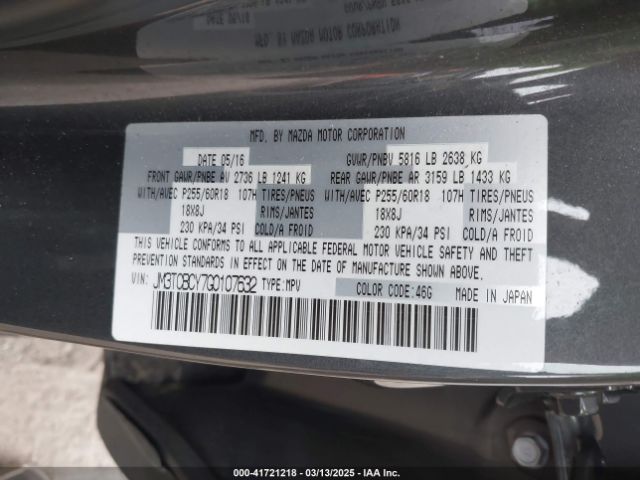 MFD. BY MAZDA MOTOR CORPORATION
DATE 05/16 GVWR/PNBV 5816 LB 2638 KG
FRONT GAWR/PNBE AV 2736 LB 1241 KG REAR GAWR/PNBE AR 3159 LB 1433 KG
WITH/AVEC P255/60R18 107H TIRES/PNEUS WITH/AVEC P255/60R18 107H TIRES/PNEUS
18X8J RIMS/JANTES 18X8J RIMS/JANTES
230 KPA/34 PSI COLD/A FROID 230 KPA/34 PSI COLD/A FROID
THIS VEHICLE CONFORMS TO ALL APPLICABLE FEDERAL MOTOR VEHICLE SAFETY AND THEFT
PREVENTION STANDARDS IN EFFECT ON THE DATE OF MANUFACTURE SHOWN ABOVE.
VIN: JM3TCBCY7G0107632 TYPE: MPV COLOR CODE: 46G MADE IN JAPAN
000-41721218 - 03/13/2025 - IAA Inc.